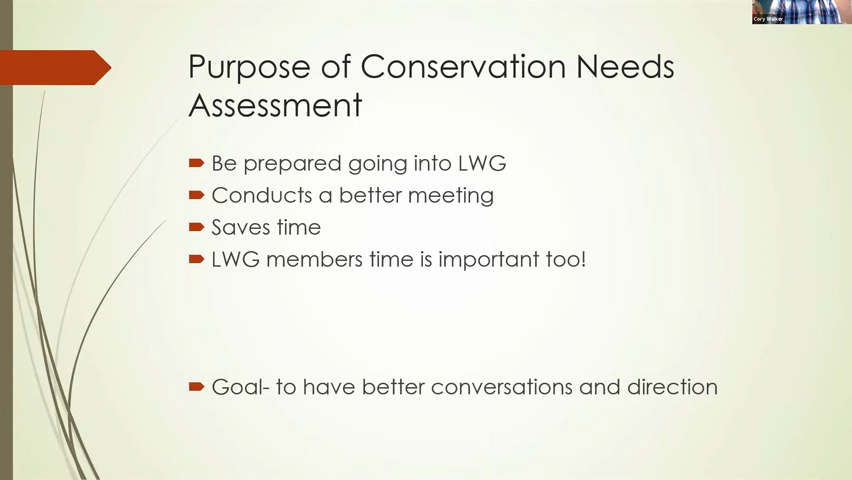 Cory Walker
Purpose of Conservation Needs
Assessment
Be prepared going into LWG
Conducts a better meeting
Saves time
LWG members time is important too!
Goal- to have better conversations and direction